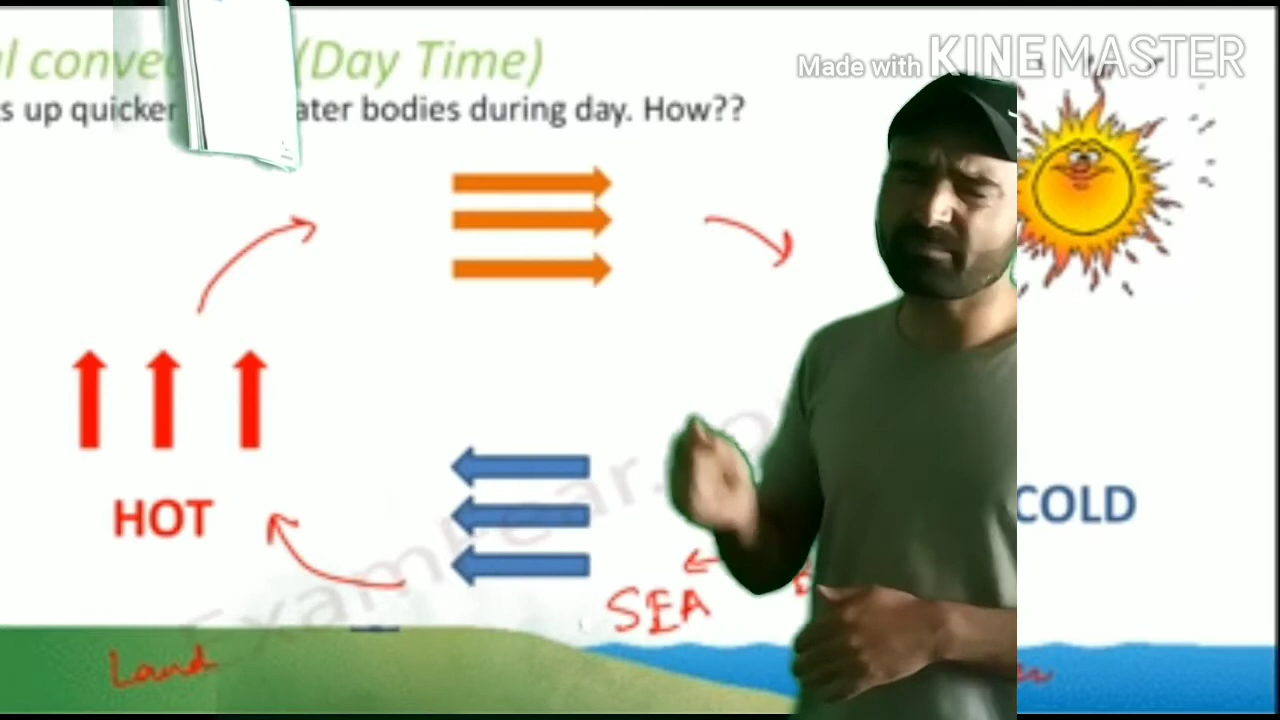 Made with KINEMASTER
l conve (Day Time)
s up quicker ater bodies during day. How??
HOT
COLD
SEA
Land